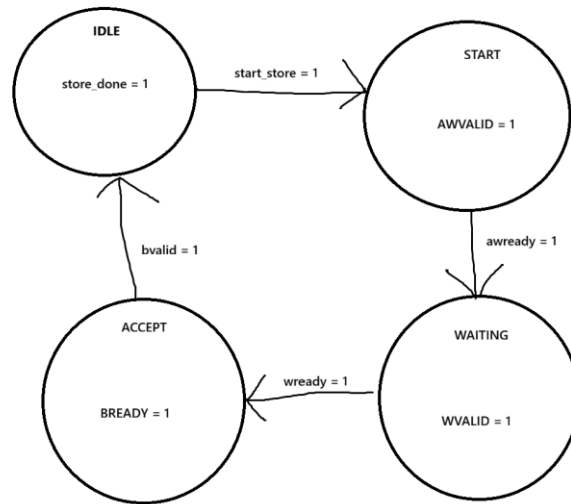 IDLE
store_done = 1
start_store = 1
START
AWVALID = 1
awready = 1
WAITING
WVALID = 1
wready = 1
ACCEPT
BREADY = 1
bvalid = 1